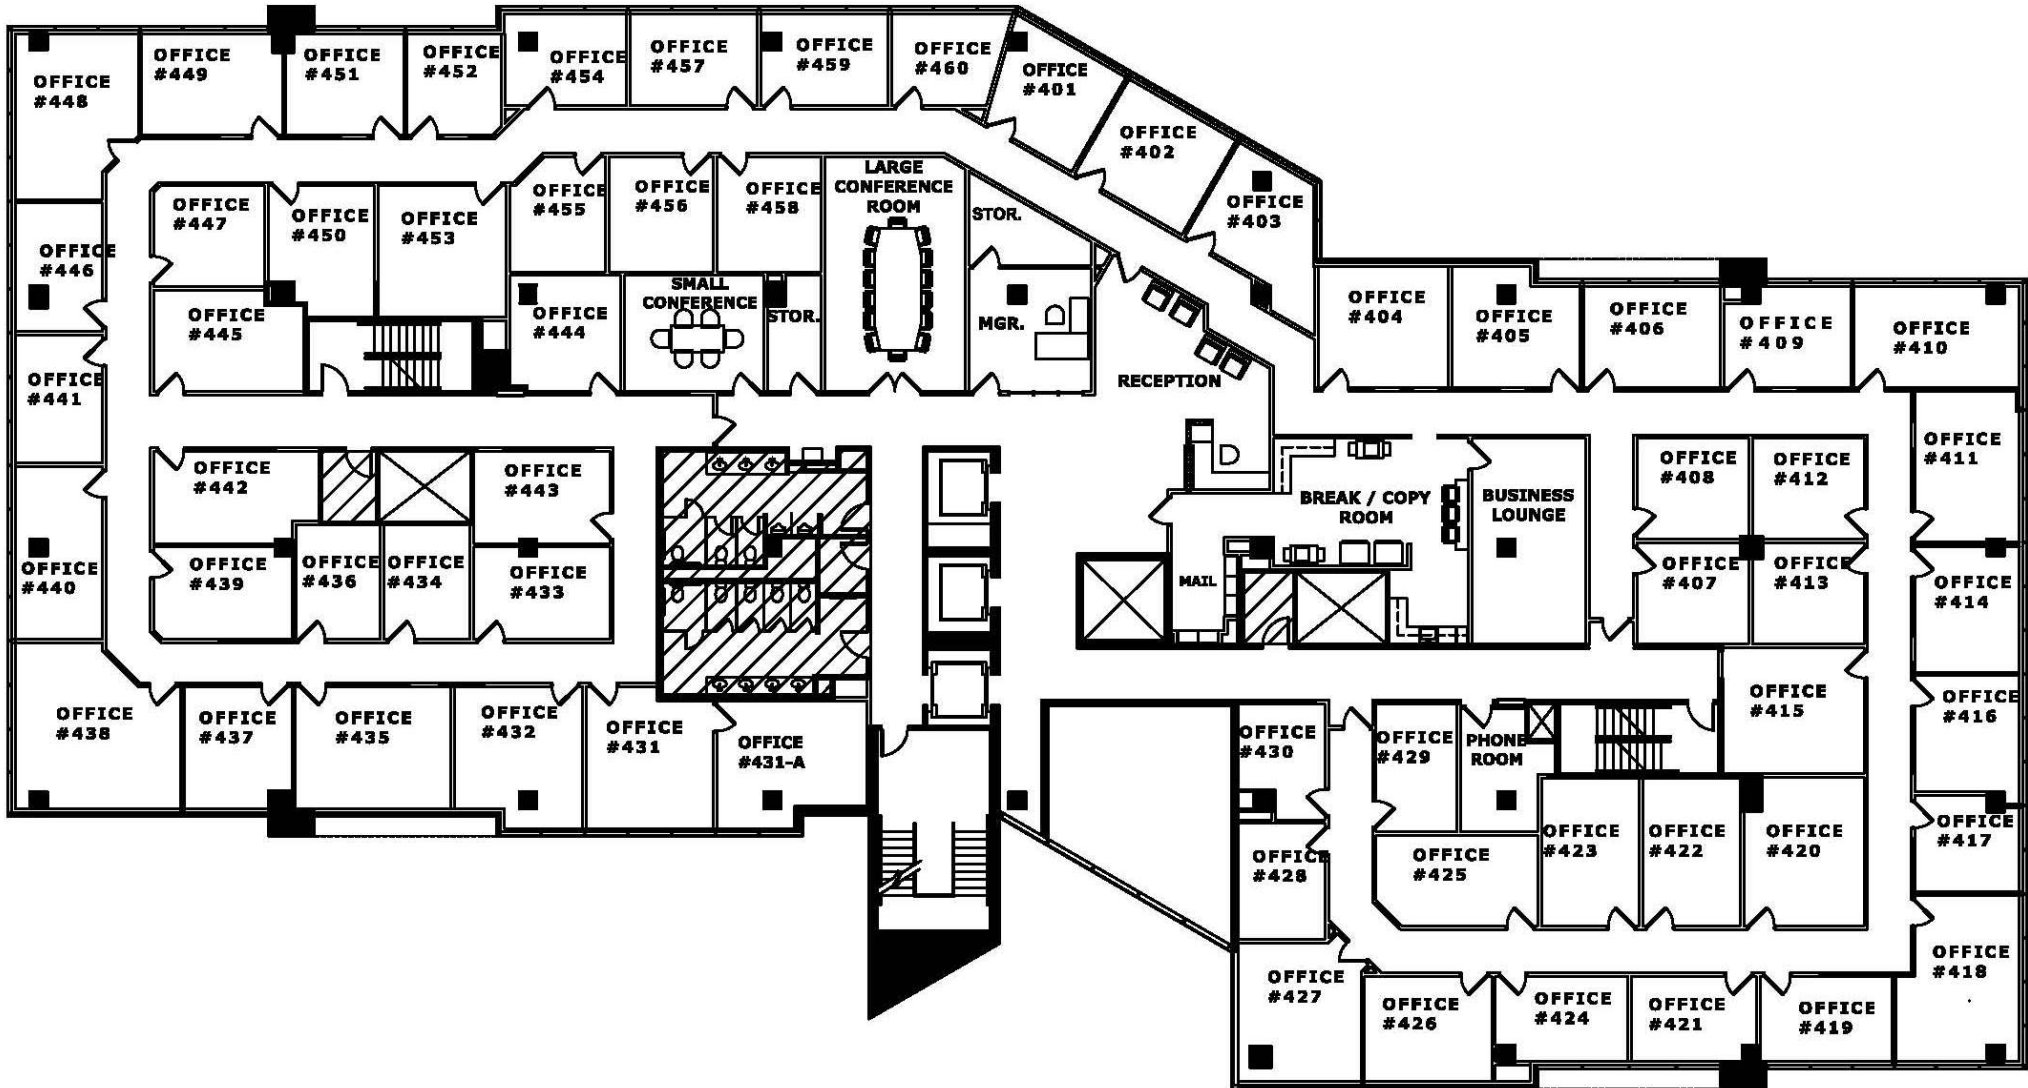 OFFICE
#448
OFFICE
#449
OFFICE
#451
OFFICE
#452
OFFICE
#454
OFFICE
#457
OFFICE
#459
OFFICE
#460
OFFICE
#401
OFFICE
#402
OFFICE
#403
OFFICE
#447
OFFICE
#450
OFFICE
#453
OFFICE
#455
OFFICE
#456
OFFICE
#458
LARGE
CONFERENCE
ROOM
STOR.
OFFICE
#446
OFFICE
#445
OFFICE
#444
SMALL
CONFERENCE
STOR.
MGR.
RECEPTION
OFFICE
#404
OFFICE
#405
OFFICE
#406
OFFICE
#409
OFFICE
#410
OFFICE
#441
OFFICE
#442
OFFICE
#443
OFFICE
#408
OFFICE
#412
OFFICE
#411
BREAK / COPY
ROOM
BUSINESS
LOUNGE
OFFICE
#440
OFFICE
#439
OFFICE
#436
OFFICE
#434
OFFICE
#433
MAIL
OFFICE
#407
OFFICE
#413
OFFICE
#414
OFFICE
#438
OFFICE
#437
OFFICE
#435
OFFICE
#432
OFFICE
#431
OFFICE
#431-A
OFFICE
#430
OFFICE
#429
PHONE
ROOM
OFFICE
#415
OFFICE
#416
OFFICE
#428
OFFICE
#425
OFFICE
#423
OFFICE
#422
OFFICE
#420
OFFICE
#417
OFFICE
#427
OFFICE
#426
OFFICE
#424
OFFICE
#421
OFFICE
#419
OFFICE
#418